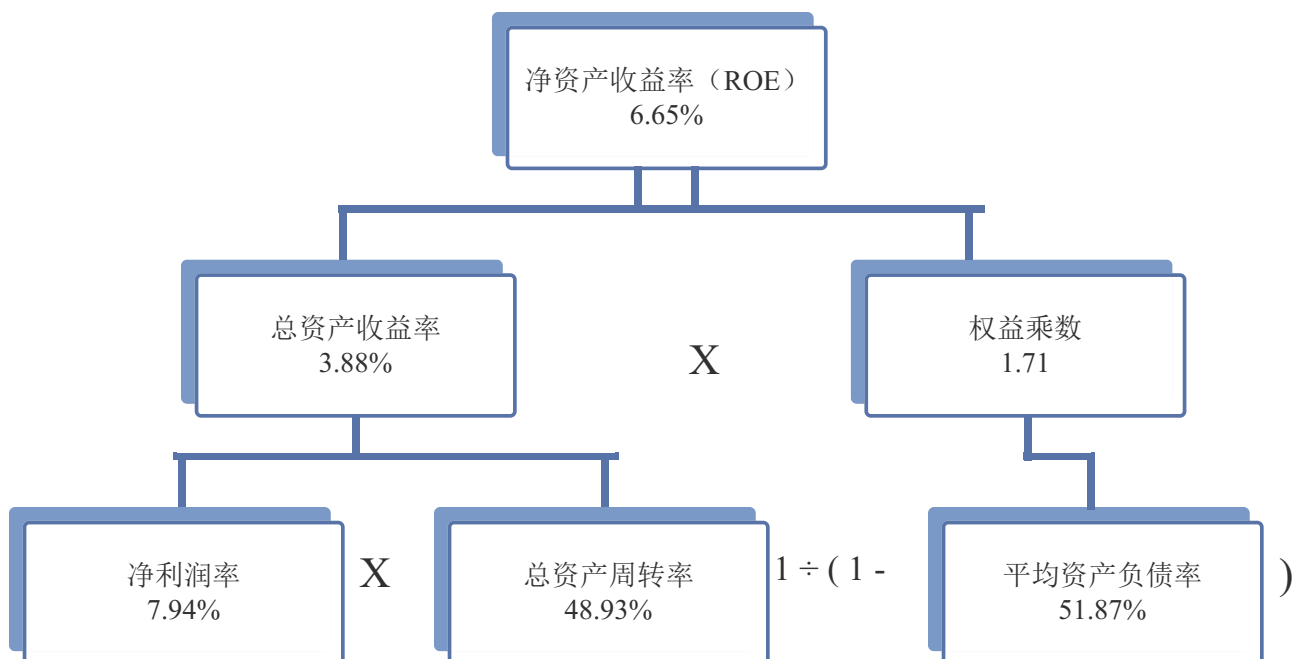 净资产收益率（ROE）
6.65%
总资产收益率
3.88%
X
权益乘数
1.71
净利润率
7.94%
X
总资产周转率
48.93%
1 ÷ ( 1 -
平均资产负债率
51.87%
)